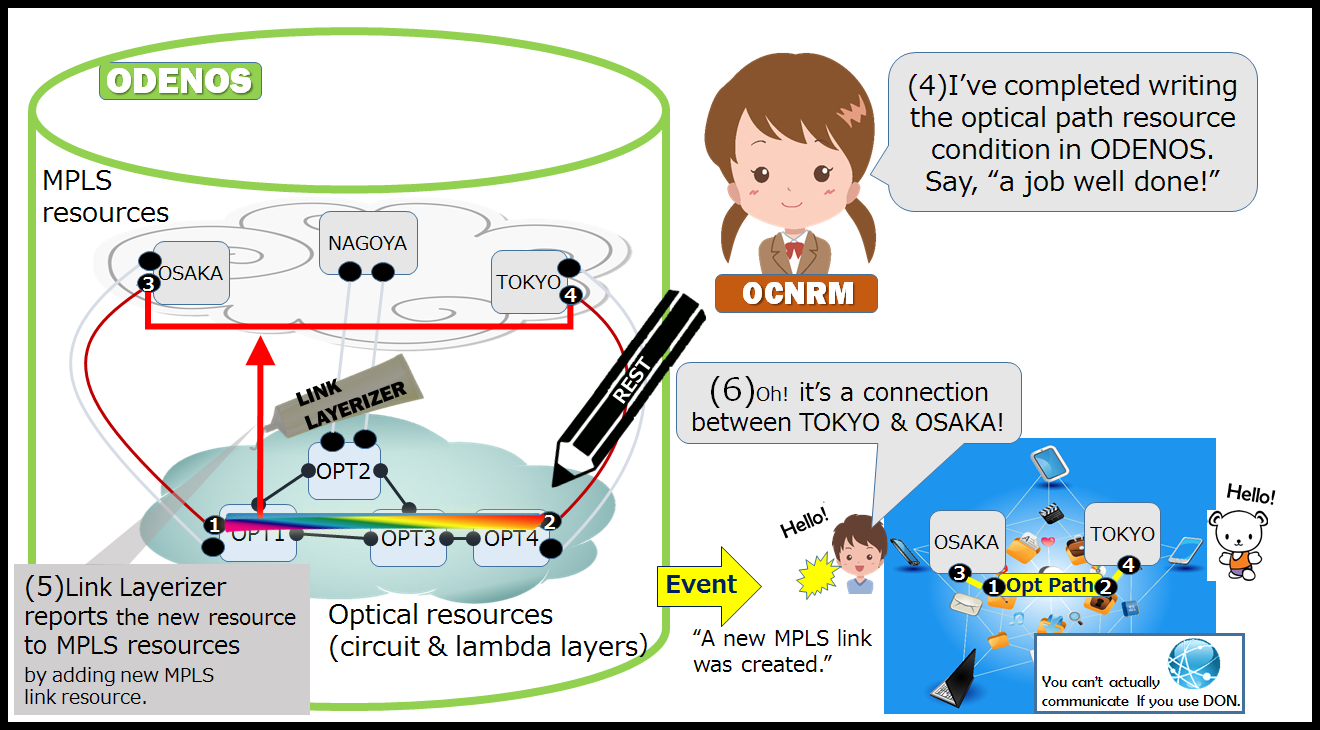 ODENOS
MPLS
resources
NAGOYA
OSAKA
TOKYO
3
4
LINK
LAYERIZER
REST
OPT2
1
2
OPT1
OPT3
OPT4
Optical resources
(circuit & lambda layers)
(5)Link Layerizer
reports the new resource
to MPLS resources
by adding new MPLS
link resource.
(4)I’ve completed writing
the optical path resource
condition in ODENOS.
Say, “a job well done!”
OCNRM
(6)Oh! it’s a connection
between TOKYO & OSAKA!
Event
“A new MPLS link
was created.”
Hello!
Hello!
OSAKA
TOKYO
3
4
1
Opt Path
2
You can’t actually
communicate If you use DON.